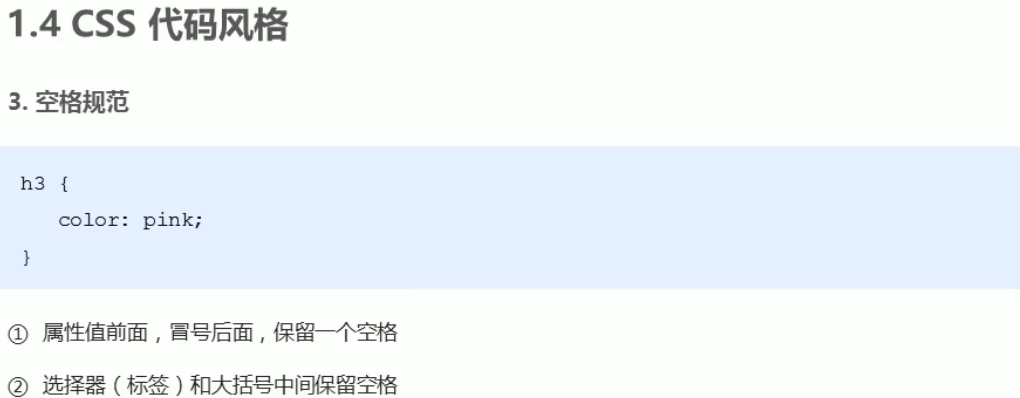 1.4 CSS 代码风格
3. 空格规范
h3 {
color: pink;
}
① 属性值前面，冒号后面，保留一个空格
② 选择器（标签）和大括号中间保留空格